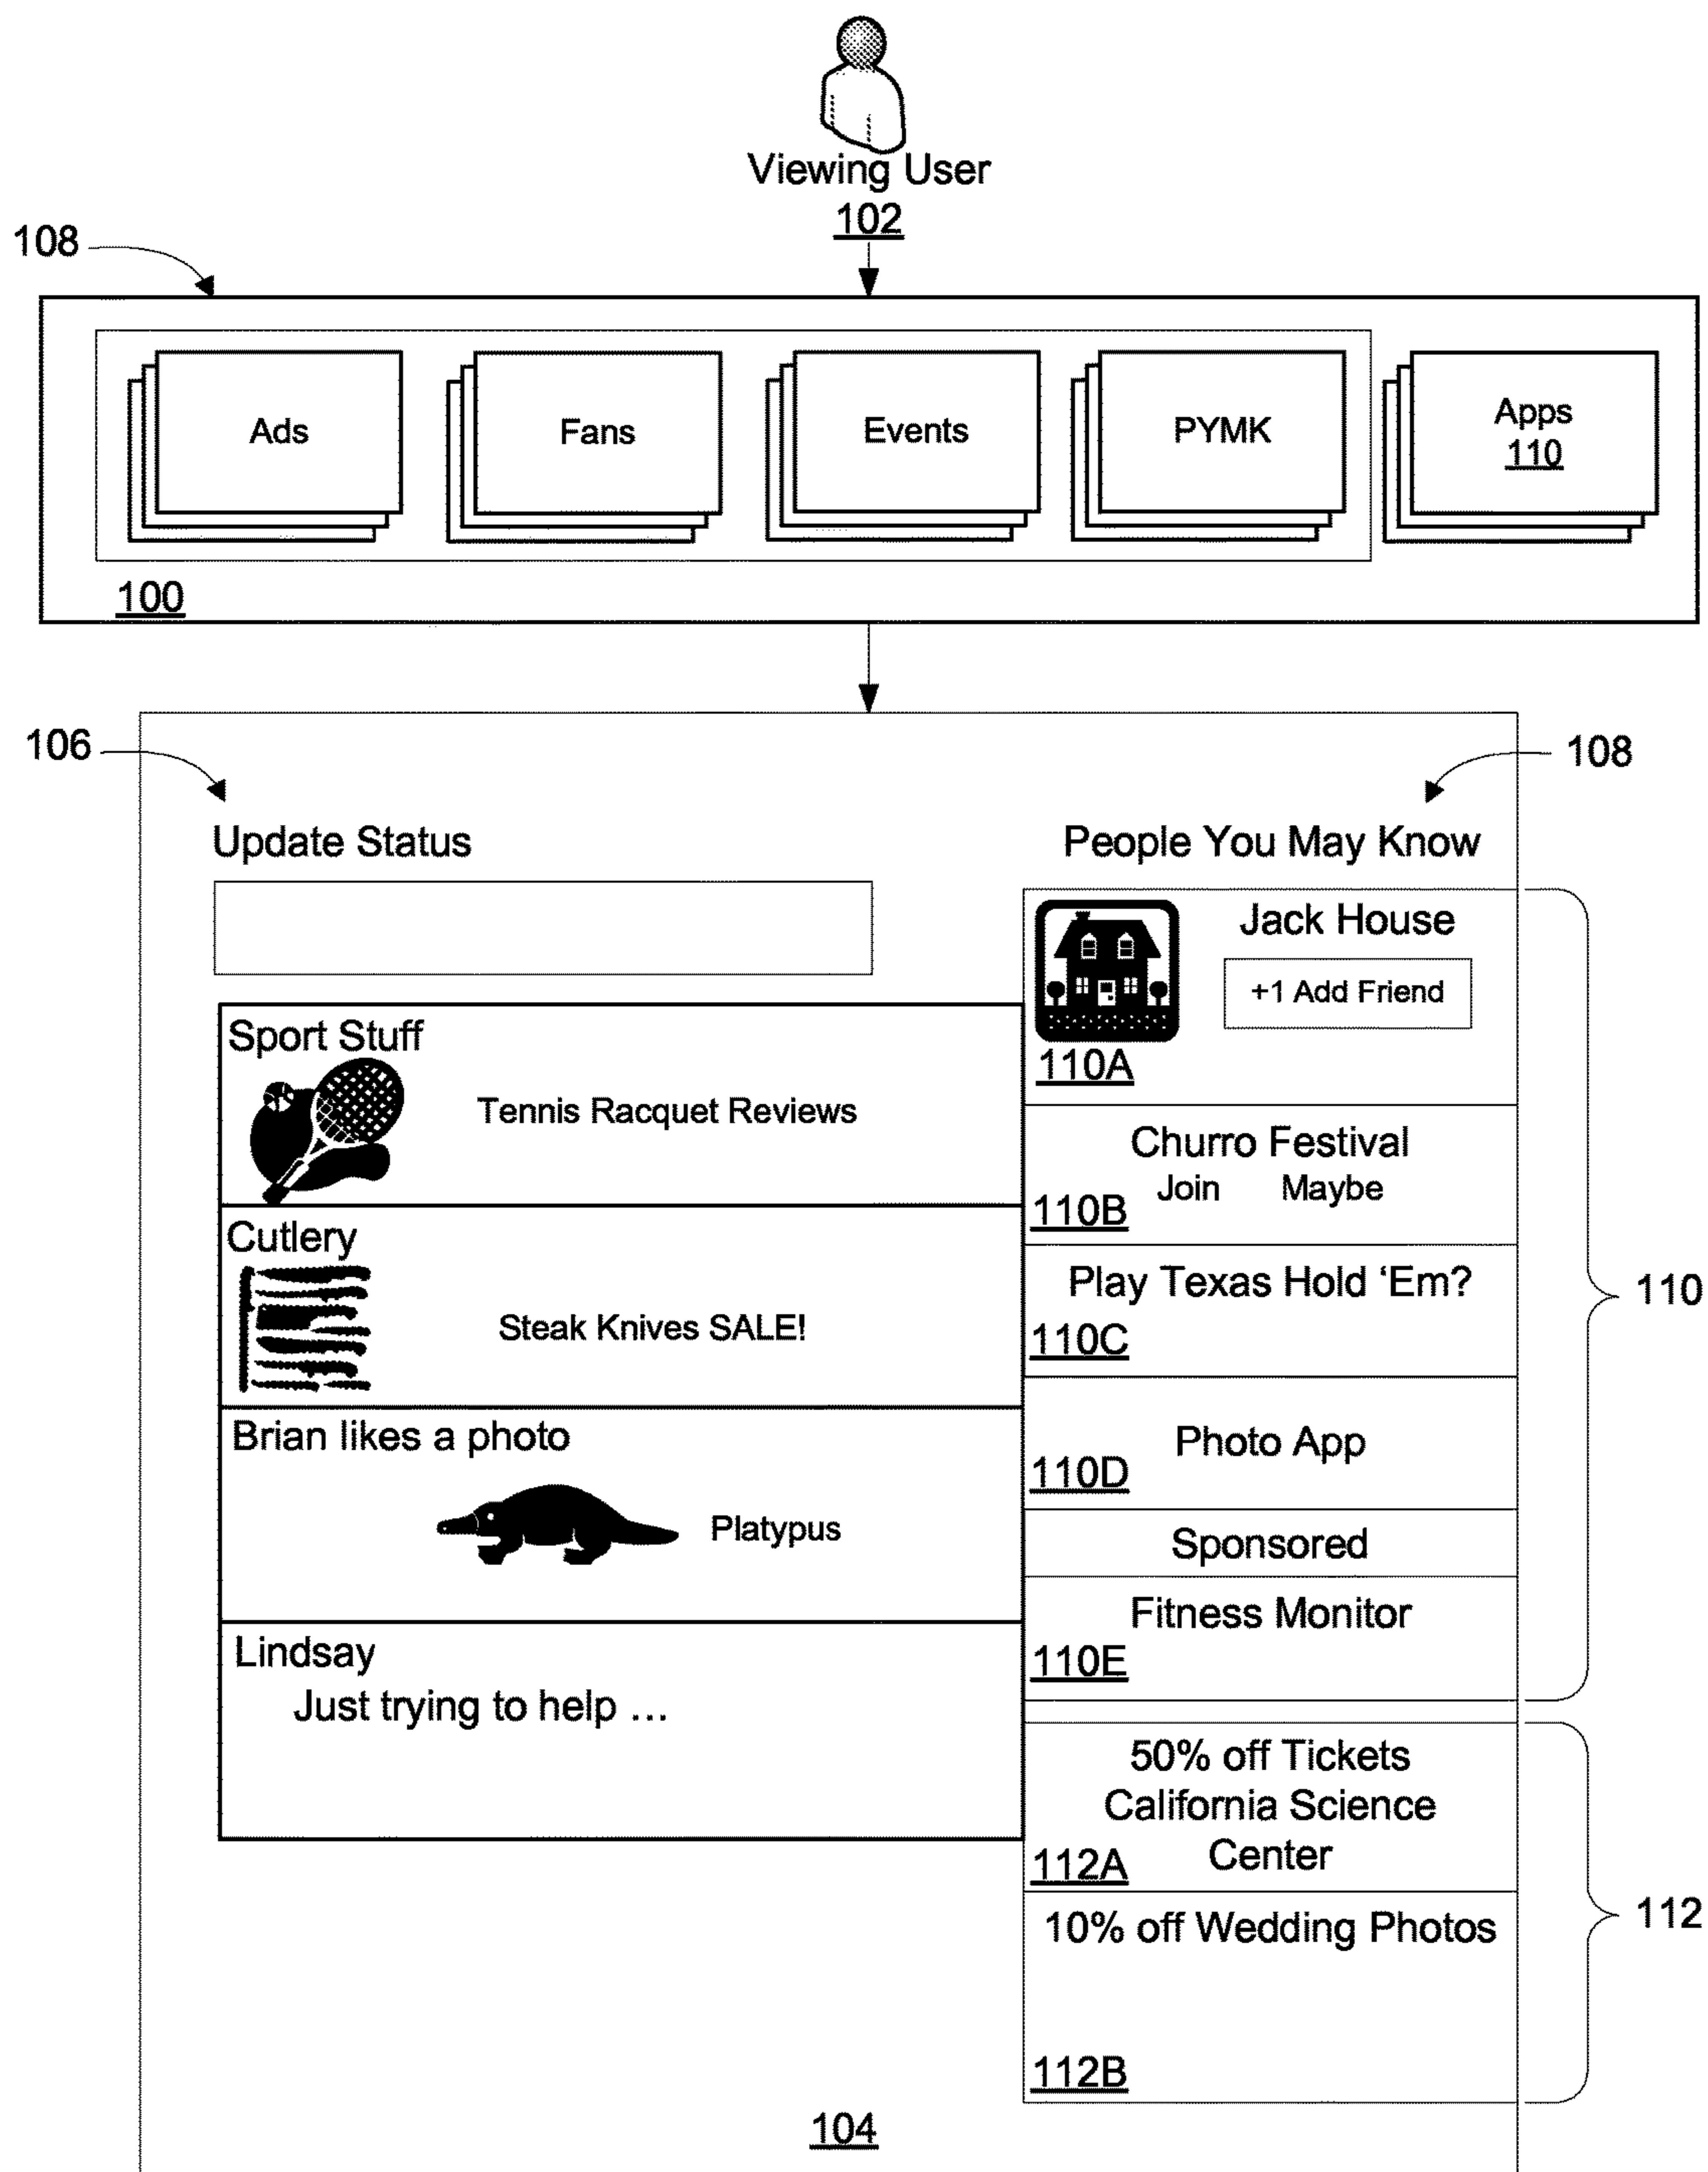 Viewing User
102
108
Ads
Fans
Events
PYMK
Apps
110
100
106
108
Update Status
People You May Know
Jack House
+1 Add Friend
110A
Sport Stuff
Tennis Racquet Reviews
Churro Festival
Join Maybe
110B
Cutlery
Steak Knives SALE!
Play Texas Hold ‘Em?
110C
110
Brian likes a photo
Platypus
Photo App
110D
Sponsored
Fitness Monitor
110E
Lindsay
Just trying to help ...
50% off Tickets
California Science
Center
112A
10% off Wedding Photos
112
112B
104